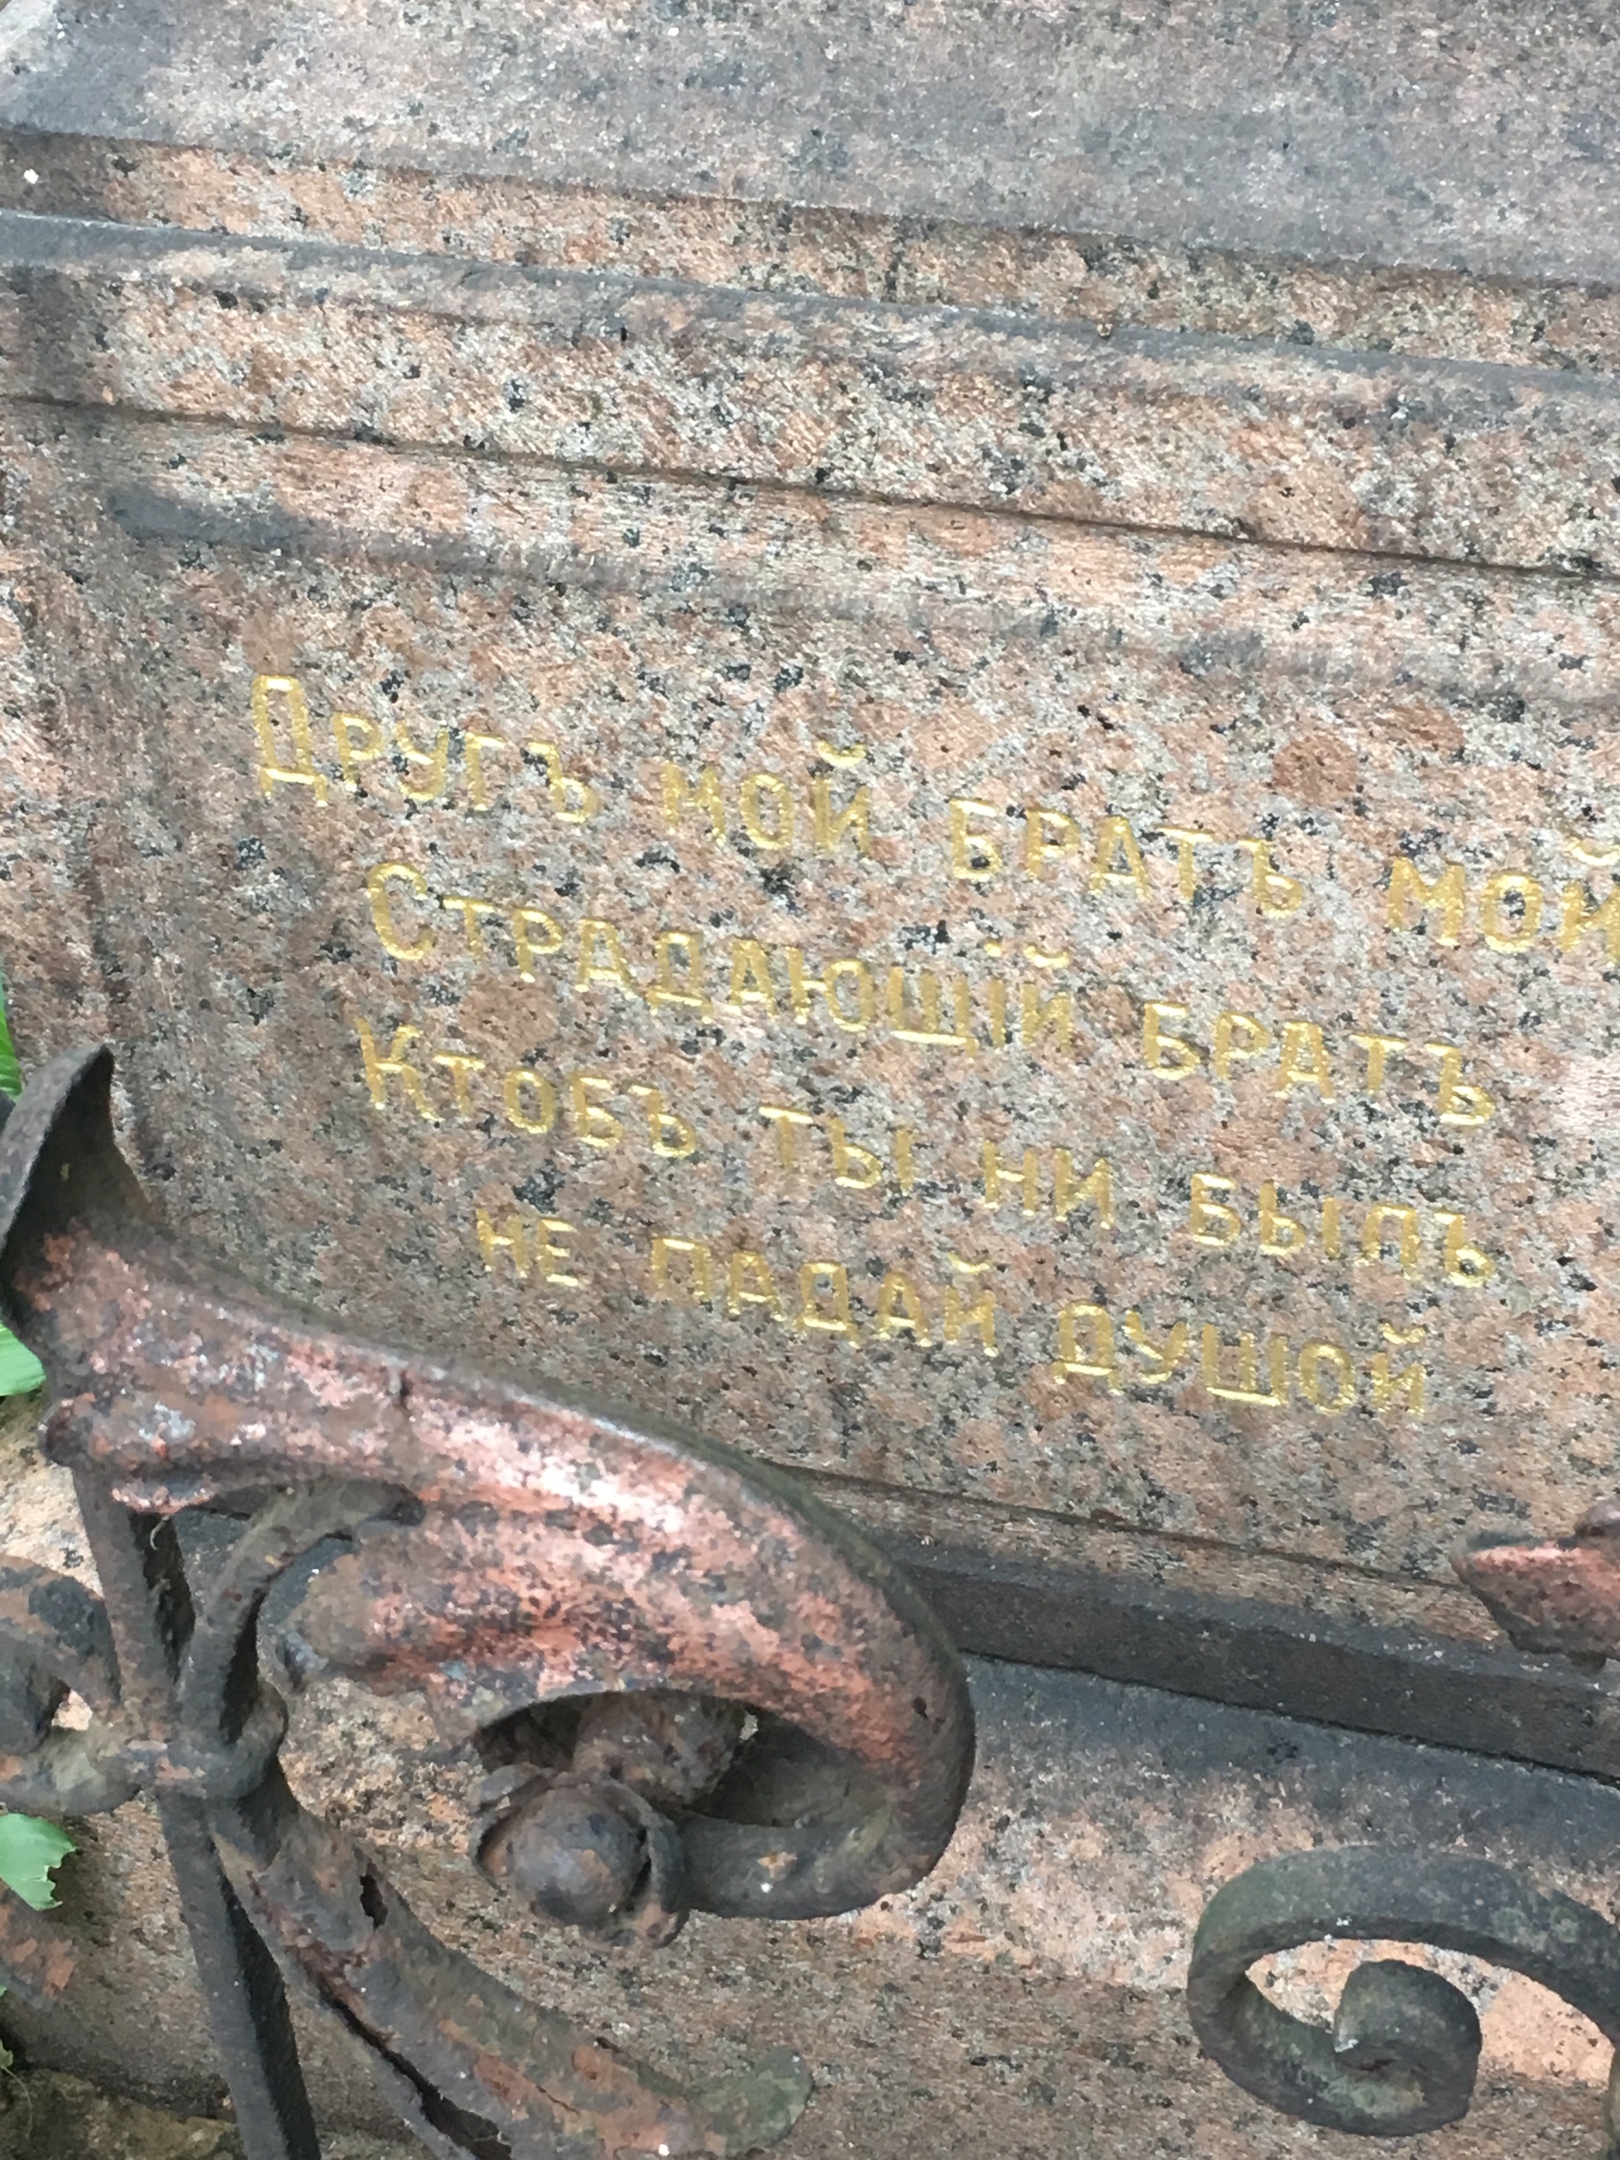 Другъ мой братъ мой
Страдающій братъ
Ктобъ ты ни былъ
не падай душой